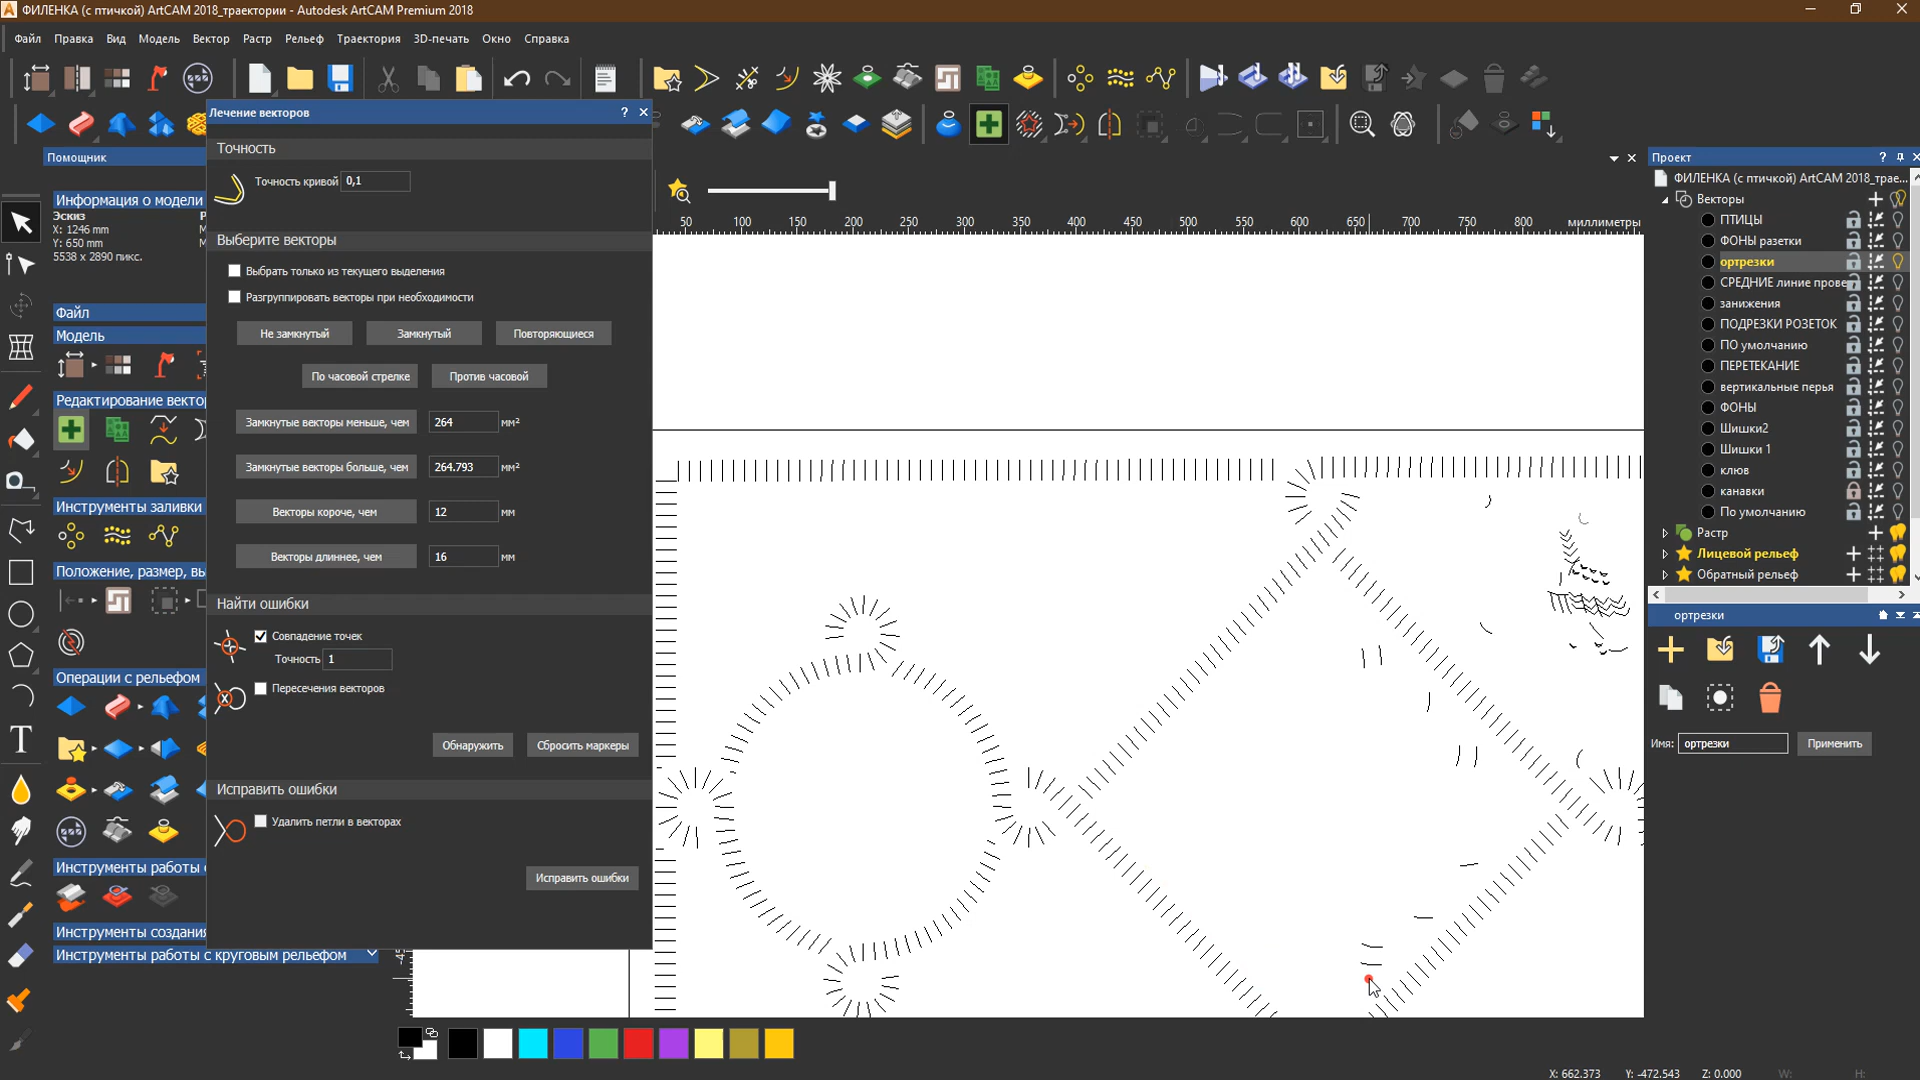 ФИЛЕНКА (с птичкой) ArtCAM 2018_траектории - Autodesk ArtCAM Premium 2018
Файл Правка Вид Модель Вектор Растр Рельеф Траектория 3D-печать Окно Справка
Лечение векторов
Точность
Точность кривой 0,1
Выберите векторы
Выбрать только из текущего выделения
Разгруппировать векторы при необходимости
Не замкнутый Замкнутый Повторяющиеся
По часовой стрелке Против часовой
Замкнутые векторы меньше, чем 264 мм²
Замкнутые векторы больше, чем 264.793 мм²
Векторы короче, чем 12 мм
Векторы длиннее, чем 16 мм
Найти ошибки
Совпадение точек
Точность 1
Пересечения векторов
Обнаружить Сбросить маркеры
Исправить ошибки
Удалить петли в векторах
Исправить ошибки
Помощник
Информация о модели
Эскиз
X: 1246 mm
Y: 650 mm
5538 x 2890 пикс.
Файл
Модель
Редактирование вектор
Инструменты заливки
Положение, размер, вы
Операции с рельефом
Инструменты работы с
Инструменты создания
Инструменты работы с круговым рельефом
50 100 150 200 250 300 350 400 450 500 550 600 650 700 750 800 миллиметры
Проект
ФИЛЕНКА (с птичкой) ArtCAM 2018_трае...
Векторы
ПТИЦЫ
ФОНЫ разетки
ортрезки
СРЕДНИЕ линие прове
занижения
ПОДРЕЗКИ РОЗЕТОК
ПО умолчанию
ПЕРЕТЕКАНИЕ
вертикальные перья
ФОНЫ
Шишки2
Шишки 1
клюв
канавки
По умолчанию
Растр
Лицевой рельеф
Обратный рельеф
ортрезки
Имя: ортрезки Применить
X: 662.373 Y: -472.543 Z: 0.000 W: H: